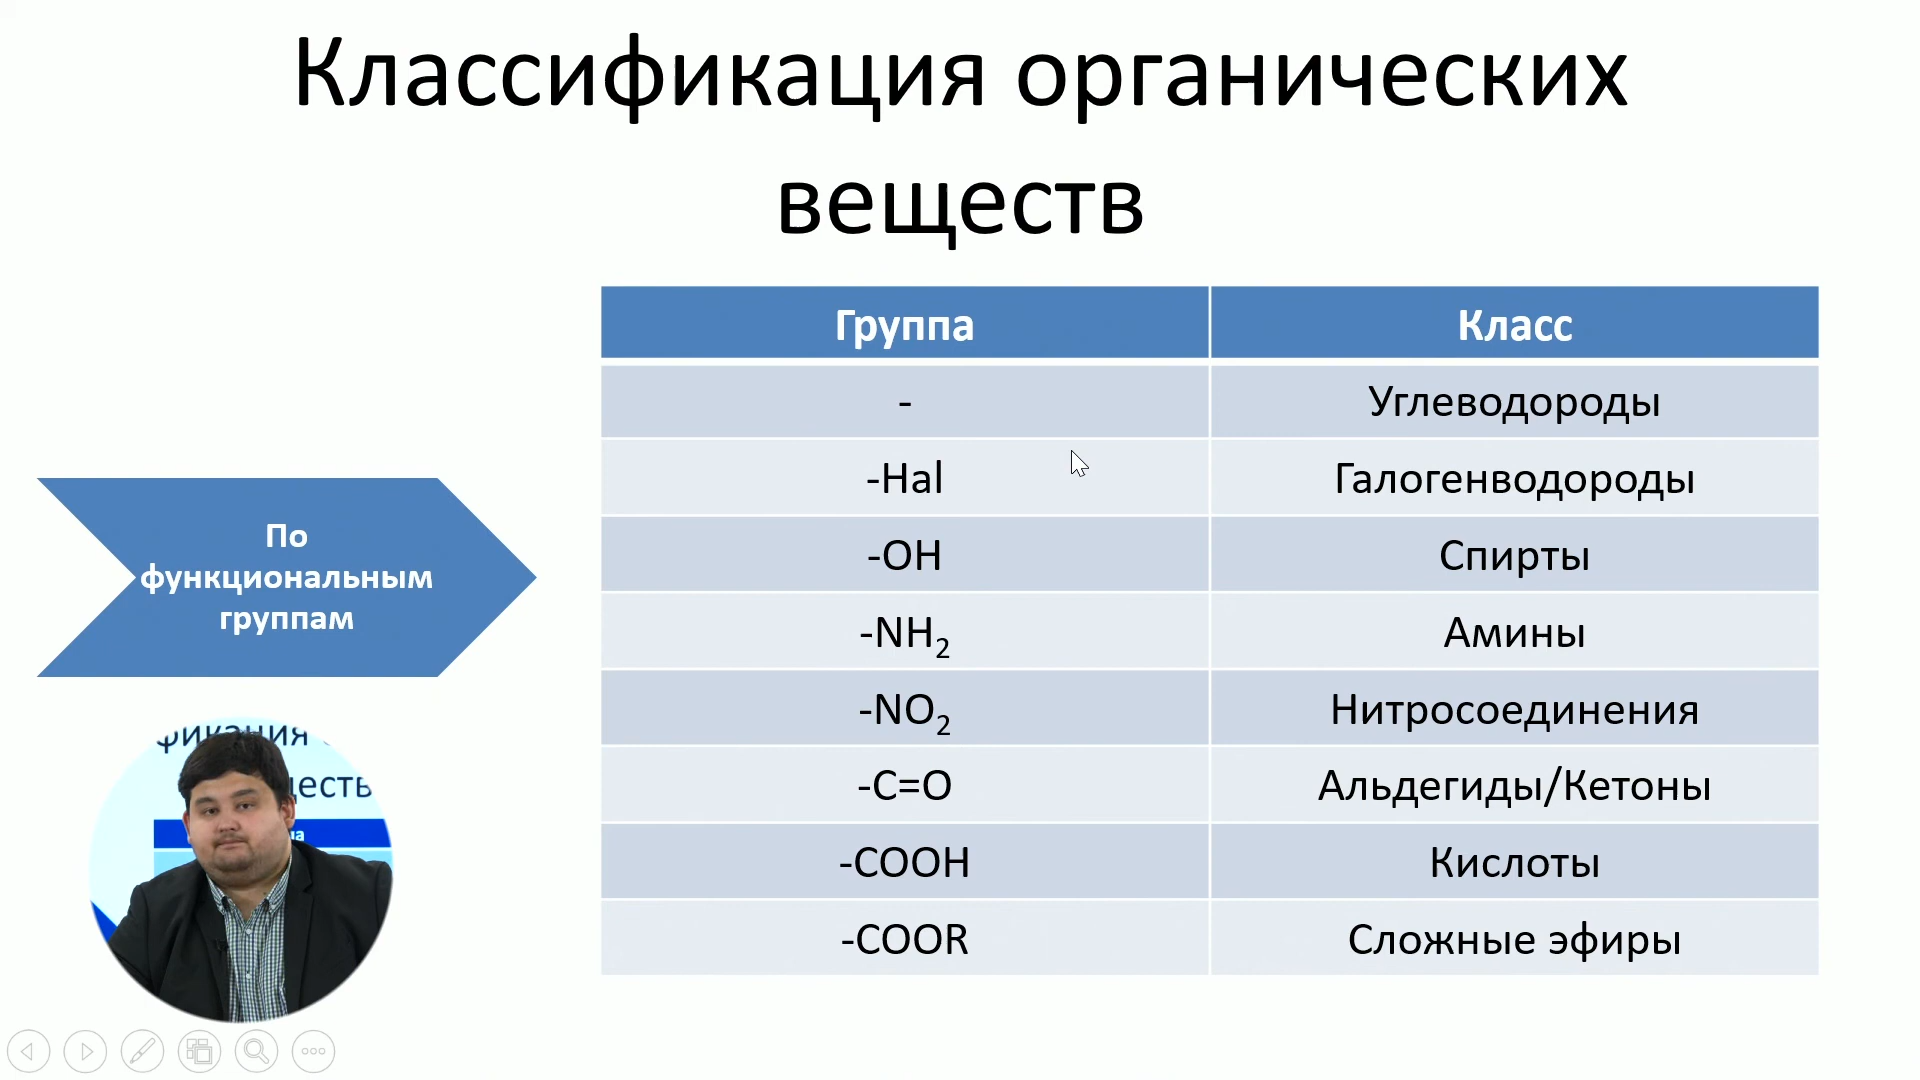 Классификация органических
веществ
Группа Класс
- Углеводороды
-Hal Галогенводороды
-OH Спирты
-NH₂ Амины
-NO₂ Нитросоединения
-C=O Альдегиды/Кетоны
-COOH Кислоты
-COOR Сложные эфиры
По
функциональным
группам